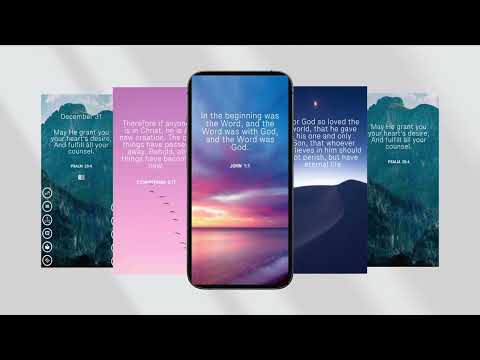 December 31
May He grant you
your heart's desire,
And fulfill all your
counsel.
PSALM 20:4
Therefore if anyone
is in Christ, he is a
new creation. The
things have passed
away. Behold, all
things have become
new.
2 CORINTHIANS 5:17
In the beginning was
the Word, and the
Word was with God,
and the Word was
God.
JOHN 1:1
or God so loved the
world, that he gave
his one and only
Son, that whoever
believes in him should
not perish, but have
eternal life.
May He grant you
your heart's desire,
And fulfill all your
counsel.
PSALM 20:4